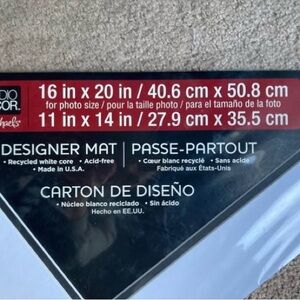 DIO
COR.
haels
16 in x 20 in / 40.6 cm x 50.8 cm
for photo size / pour la taille photo / para el tamaño de la foto
11 in x 14 in / 27.9 cm x 35.5 cm
DESIGNER MAT | PASSE-PARTOUT
• Recycled white core • Acid-free
• Made in U.S.A.
• Cœur blanc recyclé • Sans acide
Fabriqué aux États-Unis
CARTON DE DISEÑO
• Núcleo blanco reciclado • Sin ácido
Hecho en EE.UU.